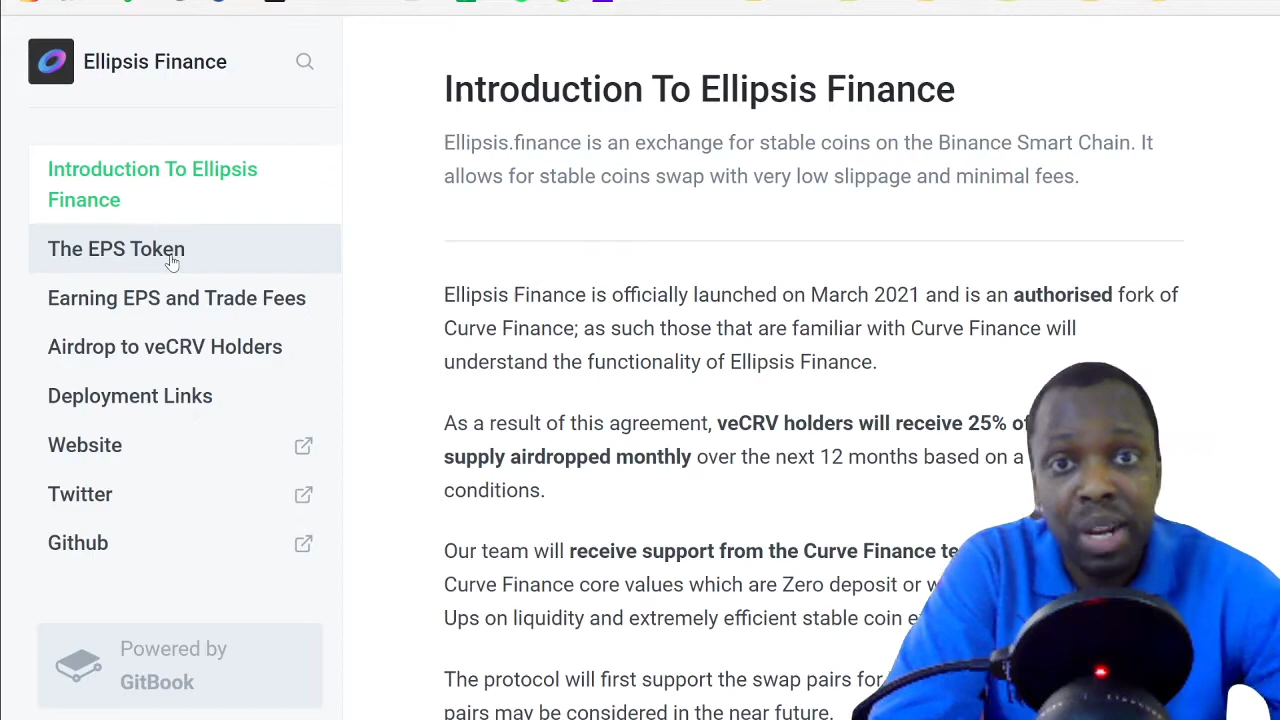 Ellipsis Finance
Introduction To Ellipsis
Finance
The EPS Token
Earning EPS and Trade Fees
Airdrop to veCRV Holders
Deployment Links
Website
Twitter
Github
Powered by
GitBook
Introduction To Ellipsis Finance
Ellipsis.finance is an exchange for stable coins on the Binance Smart Chain. It
allows for stable coins swap with very low slippage and minimal fees.
Ellipsis Finance is officially launched on March 2021 and is an authorised fork of
Curve Finance; as such those that are familiar with Curve Finance will
understand the functionality of Ellipsis Finance.
As a result of this agreement, veCRV holders will receive 25% of
supply airdropped monthly over the next 12 months based on a
conditions.
Our team will receive support from the Curve Finance
Curve Finance core values which are Zero deposit or
Ups on liquidity and extremely efficient stable coin
The protocol will first support the swap pairs for
pairs may be considered in the near future.